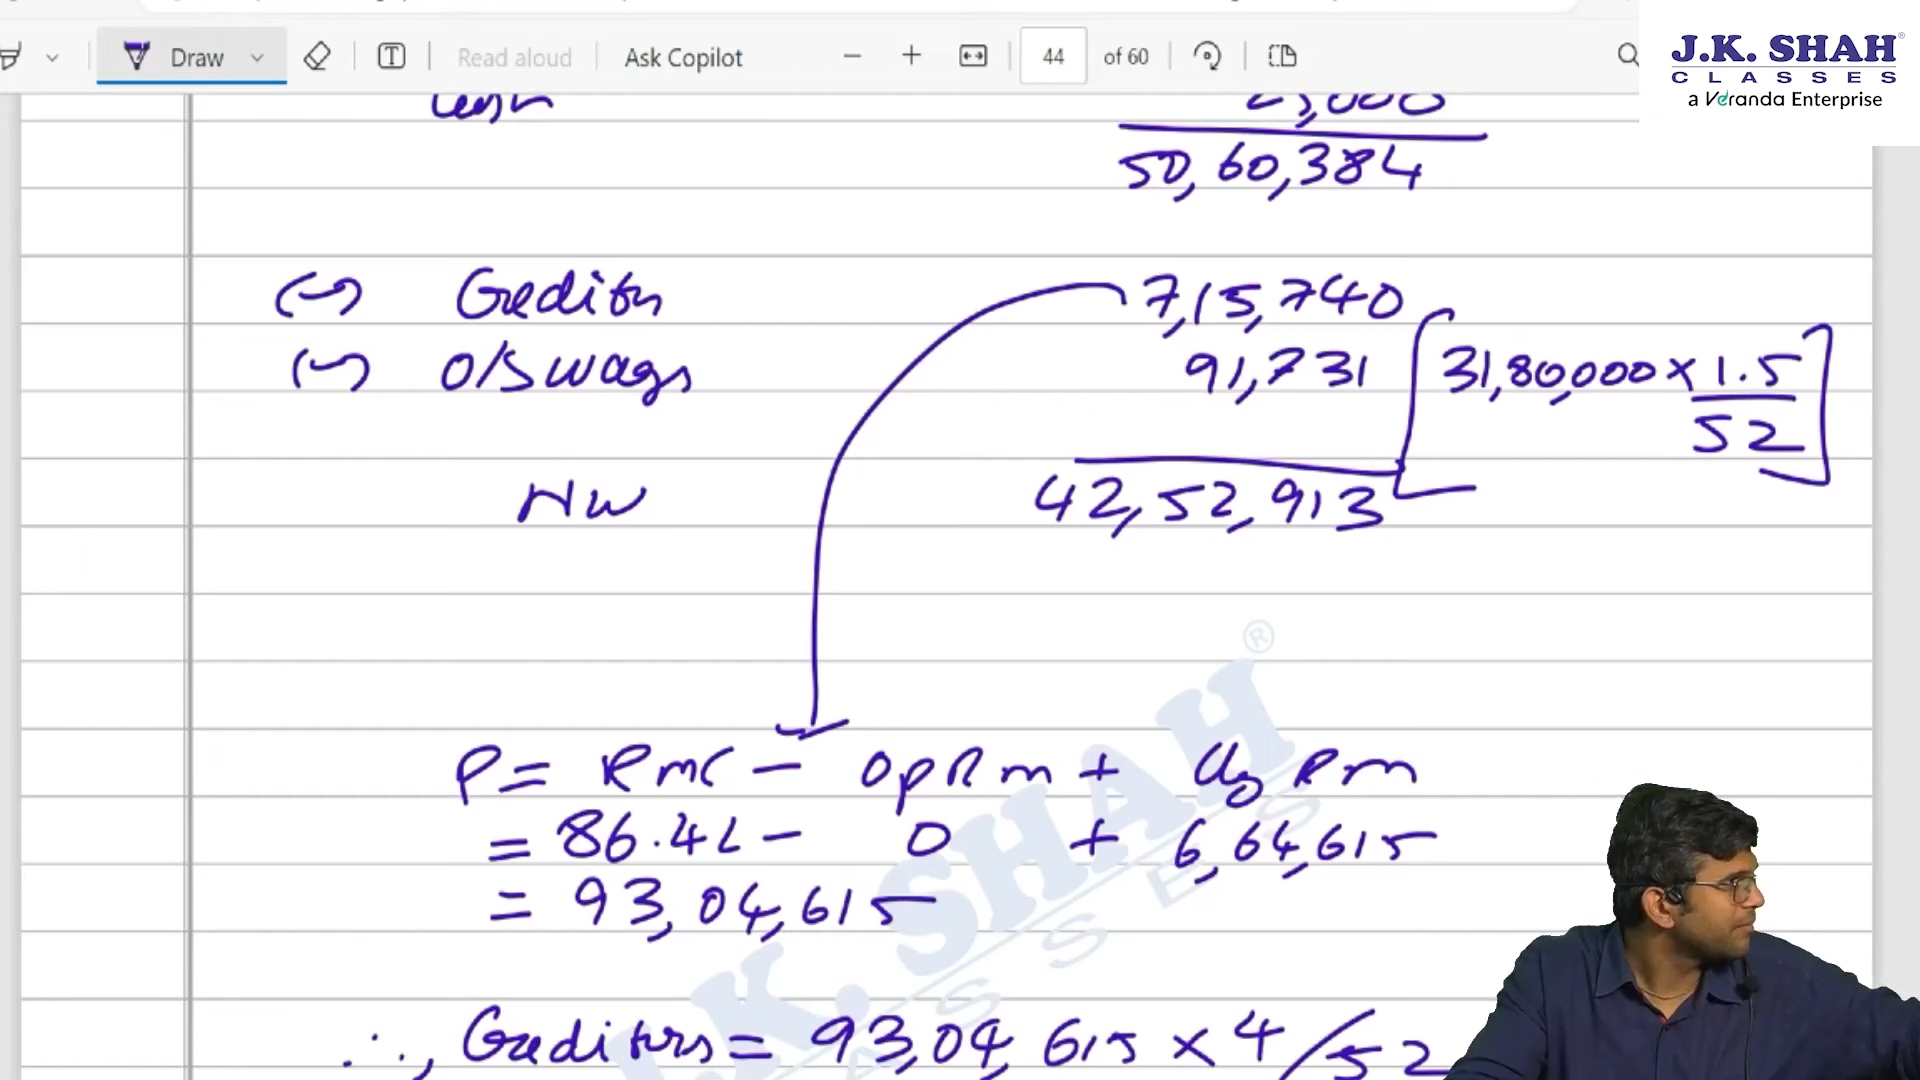 Draw
Read aloud
Ask Copilot
44 of 60
J.K. SHAH®
CLASSES
a Veranda Enterprise
50,60,384
(-) Creditors 7,15,740
(-) O/S wages 91,731 [31,80,000 × 1.5/52]
NW 42,52,913
P = RMC - Op Rm + Clg Rm
= 86.4L - 0 + 6,64,615
= 93,04,615
∴, Creditors = 93,04,615 × 4/52
J.K. SHAH ®